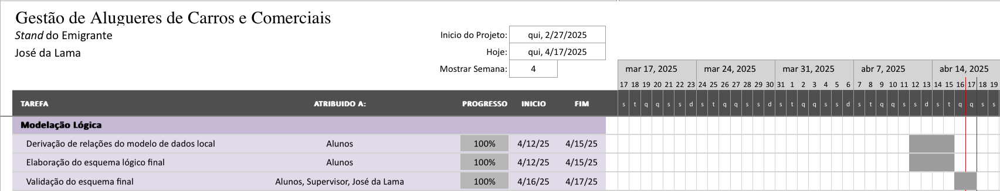 Gestão de Alugueres de Carros e Comerciais
Stand do Emigrante
José da Lama
Inicio do Projeto: qui, 2/27/2025
Hoje: qui, 4/17/2025
Mostrar Semana: 4
mar 17, 2025 mar 24, 2025 mar 31, 2025 abr 7, 2025 abr 14, 2025
17 18 19 20 21 22 23 24 25 26 27 28 29 30 31 1 2 3 4 5 6 7 8 9 10 11 12 13 14 15 16 17 18 19
TAREFA ATRIBUIDO A: PROGRESSO INICIO FIM s t q q s s d s t q q s s d s t q q s s d s t q q s s d s t q q s s
Modelação Lógica
Derivação de relações do modelo de dados local Alunos 100% 4/12/25 4/15/25
Elaboração do esquema lógico final Alunos 100% 4/12/25 4/15/25
Validação do esquema final Alunos, Supervisor, José da Lama 100% 4/16/25 4/17/25